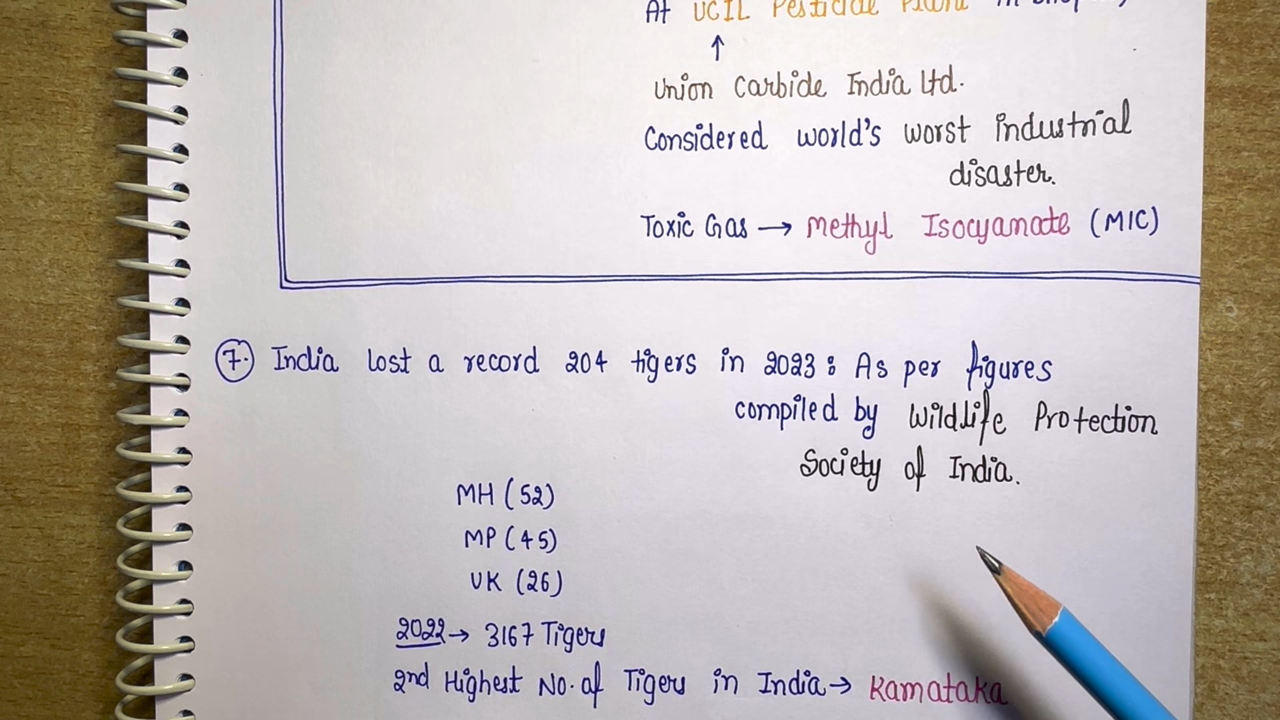 At UCIL Pesticide Plant in
↑
Union Carbide India Ltd.
Considered world's worst industrial
disaster.
Toxic Gas → Methyl Isocyanate (MIC)
7. India lost a record 204 tigers in 2023 : As per figures
compiled by Wildlife Protection
Society of India.
MH (52)
MP (45)
UK (26)
2022 → 3167 Tigers
2nd Highest No. of Tigers in India → Karnataka